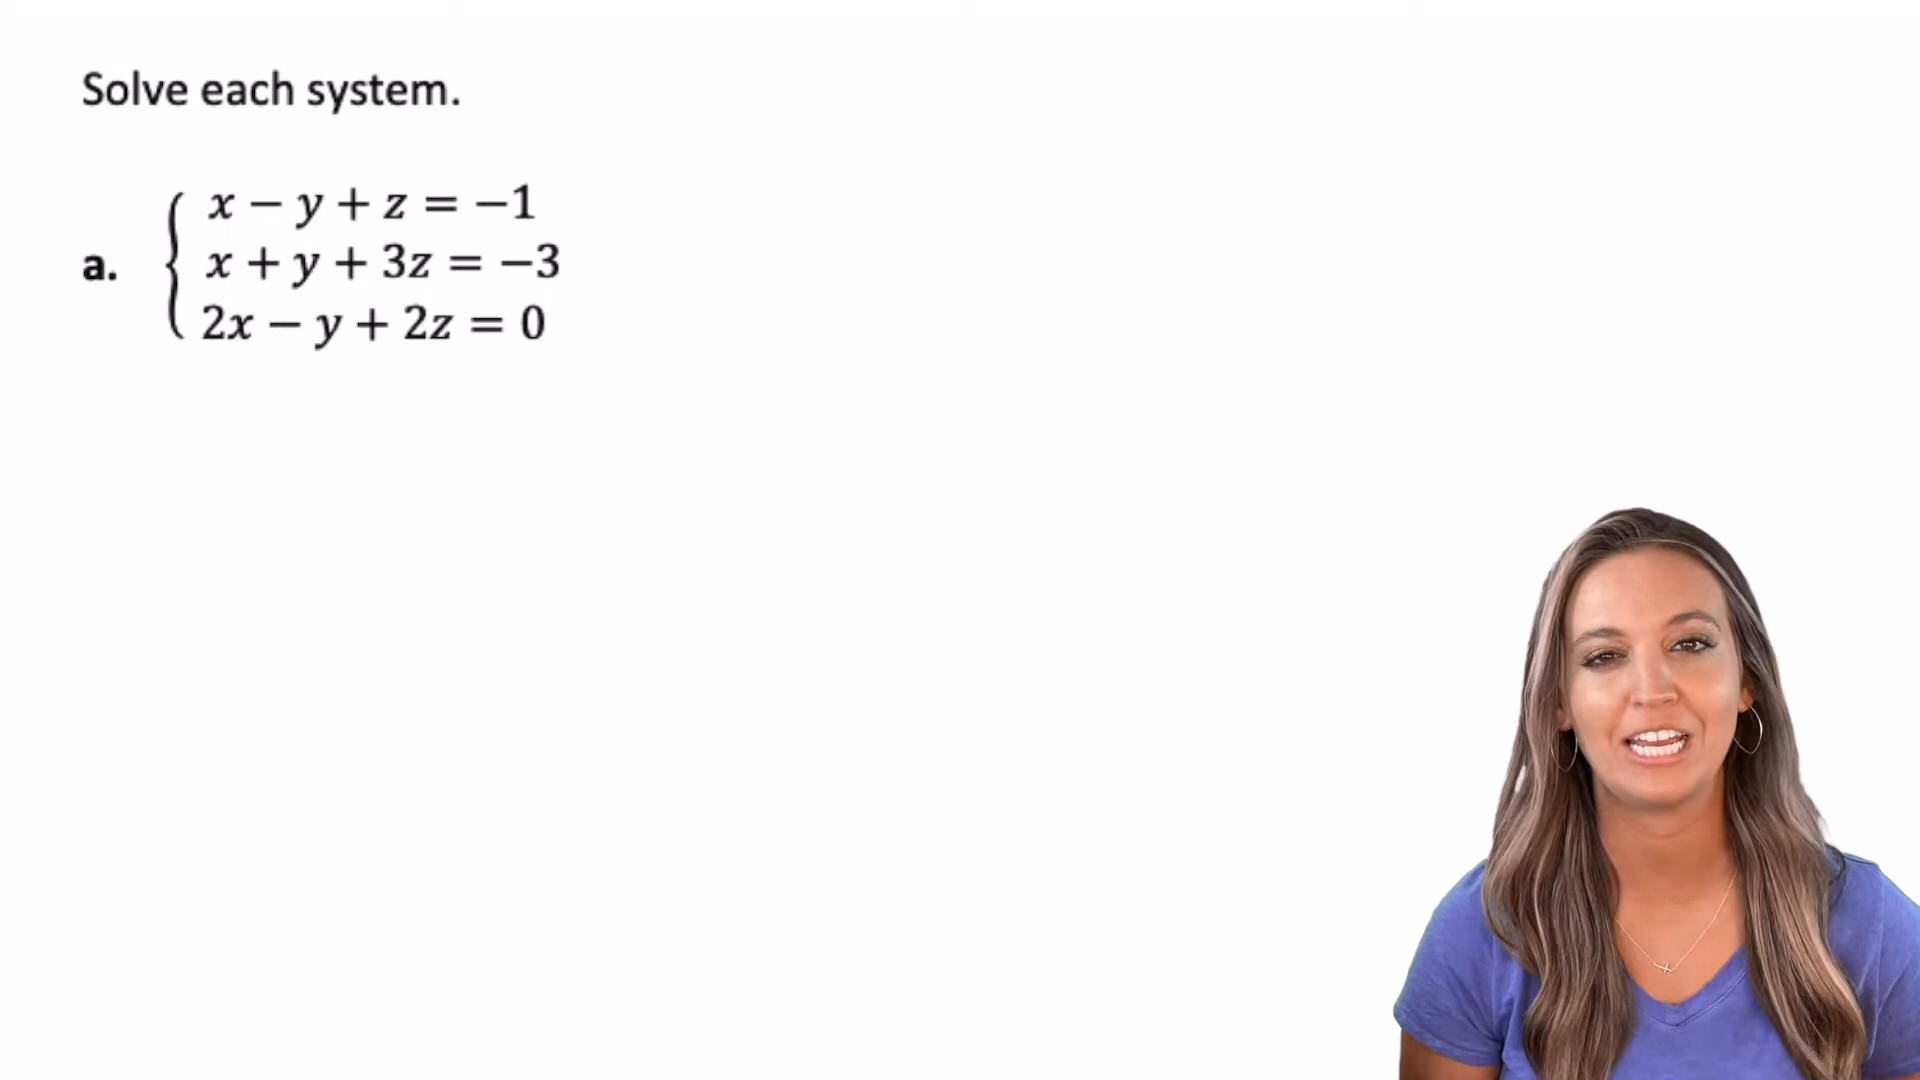 Solve each system.
x − y + z = −1
a. x + y + 3z = −3
2x − y + 2z = 0